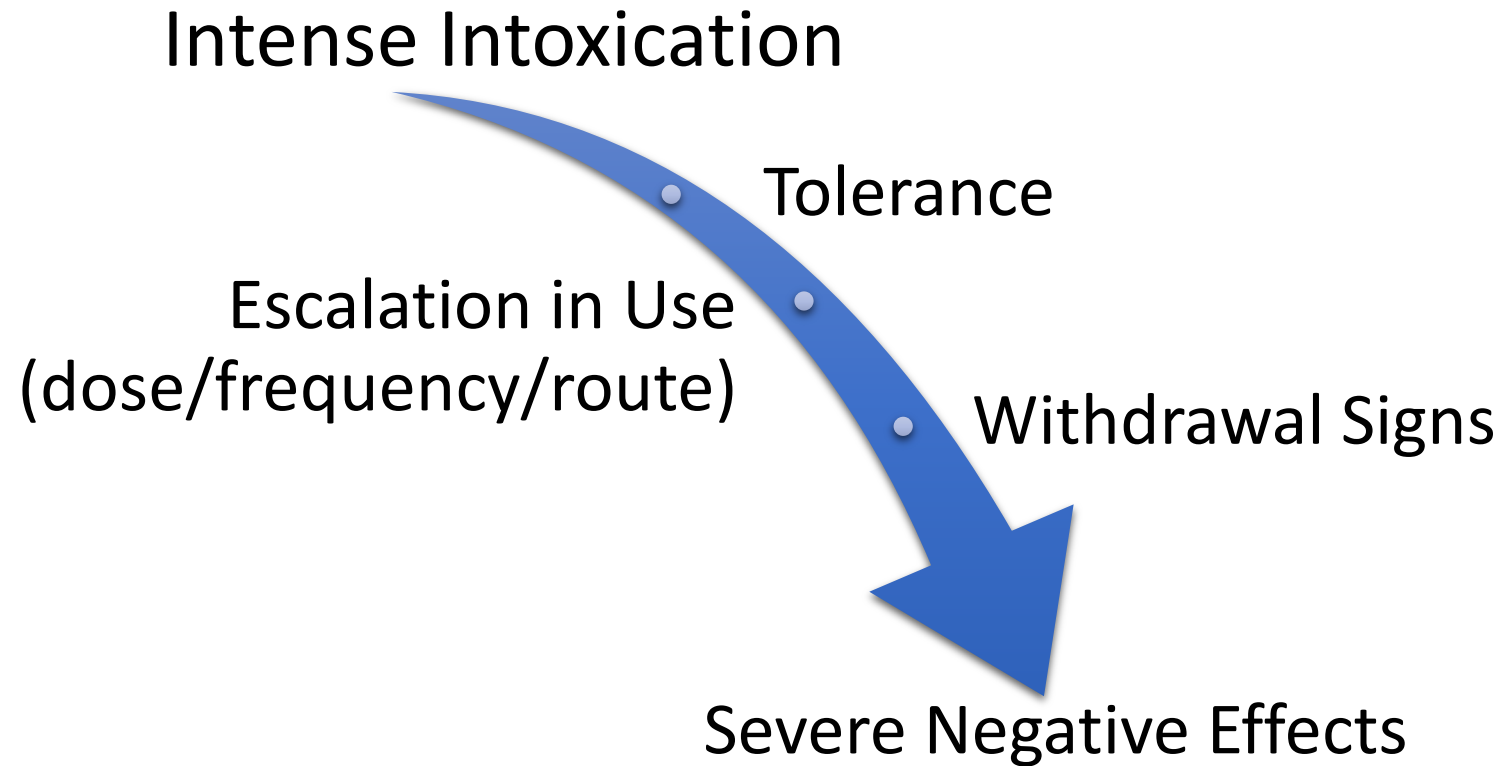 Intense Intoxication
Tolerance
Escalation in Use
(dose/frequency/route)
Withdrawal Signs
Severe Negative Effects